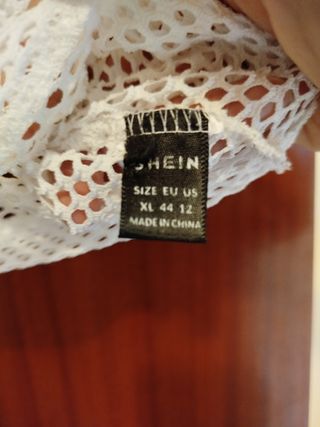 SHEIN
SIZE EU US
XL 44 12
MADE IN CHINA